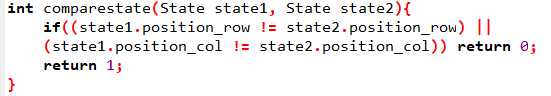 int comparestate(State state1, State state2){
    if((state1.position_row != state2.position_row) ||
    (state1.position_col != state2.position_col)) return 0;
    return 1;
}